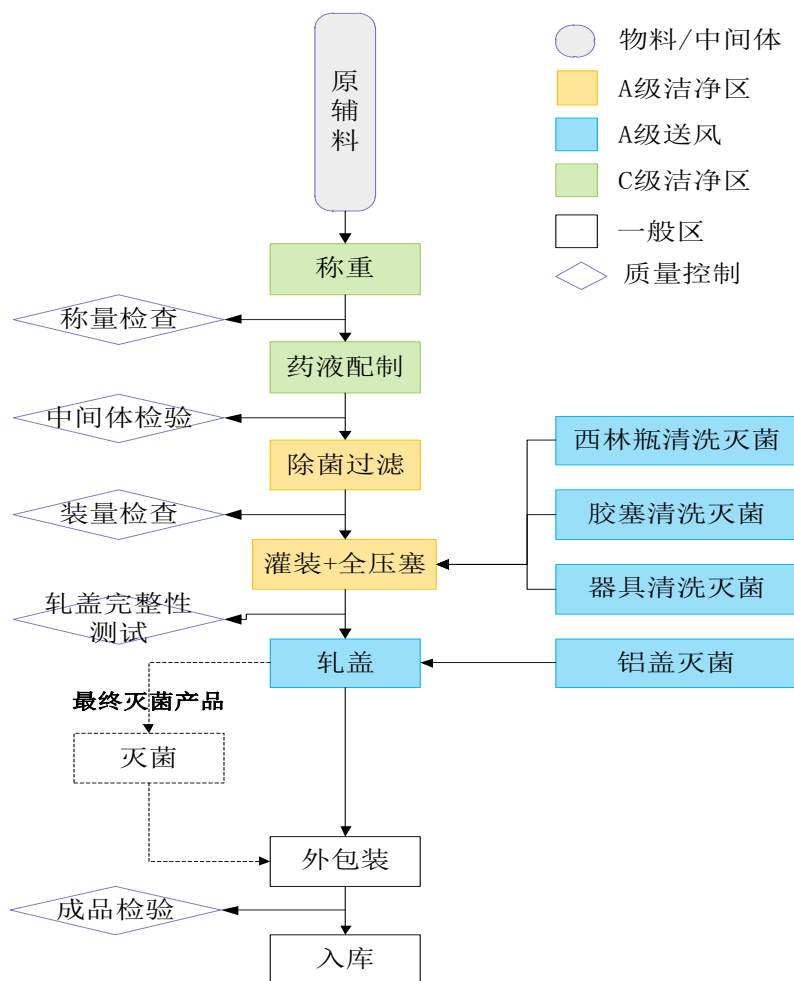 原辅料
物料/中间体
A级洁净区
A级送风
C级洁净区
一般区
质量控制
称重
称量检查
药液配制
中间体检验
除菌过滤
西林瓶清洗灭菌
装量检查
胶塞清洗灭菌
灌装+全压塞
器具清洗灭菌
轧盖完整性
测试
轧盖
铝盖灭菌
最终灭菌产品
灭菌
外包装
成品检验
入库